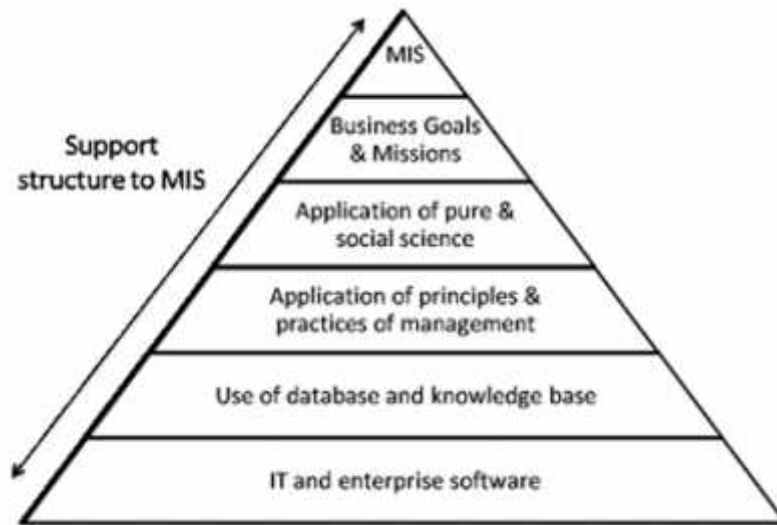 MIS
Business Goals
& Missions
Support
structure to MIS
Application of pure &
social science
Application of principles &
practices of management
Use of database and knowledge base
IT and enterprise software